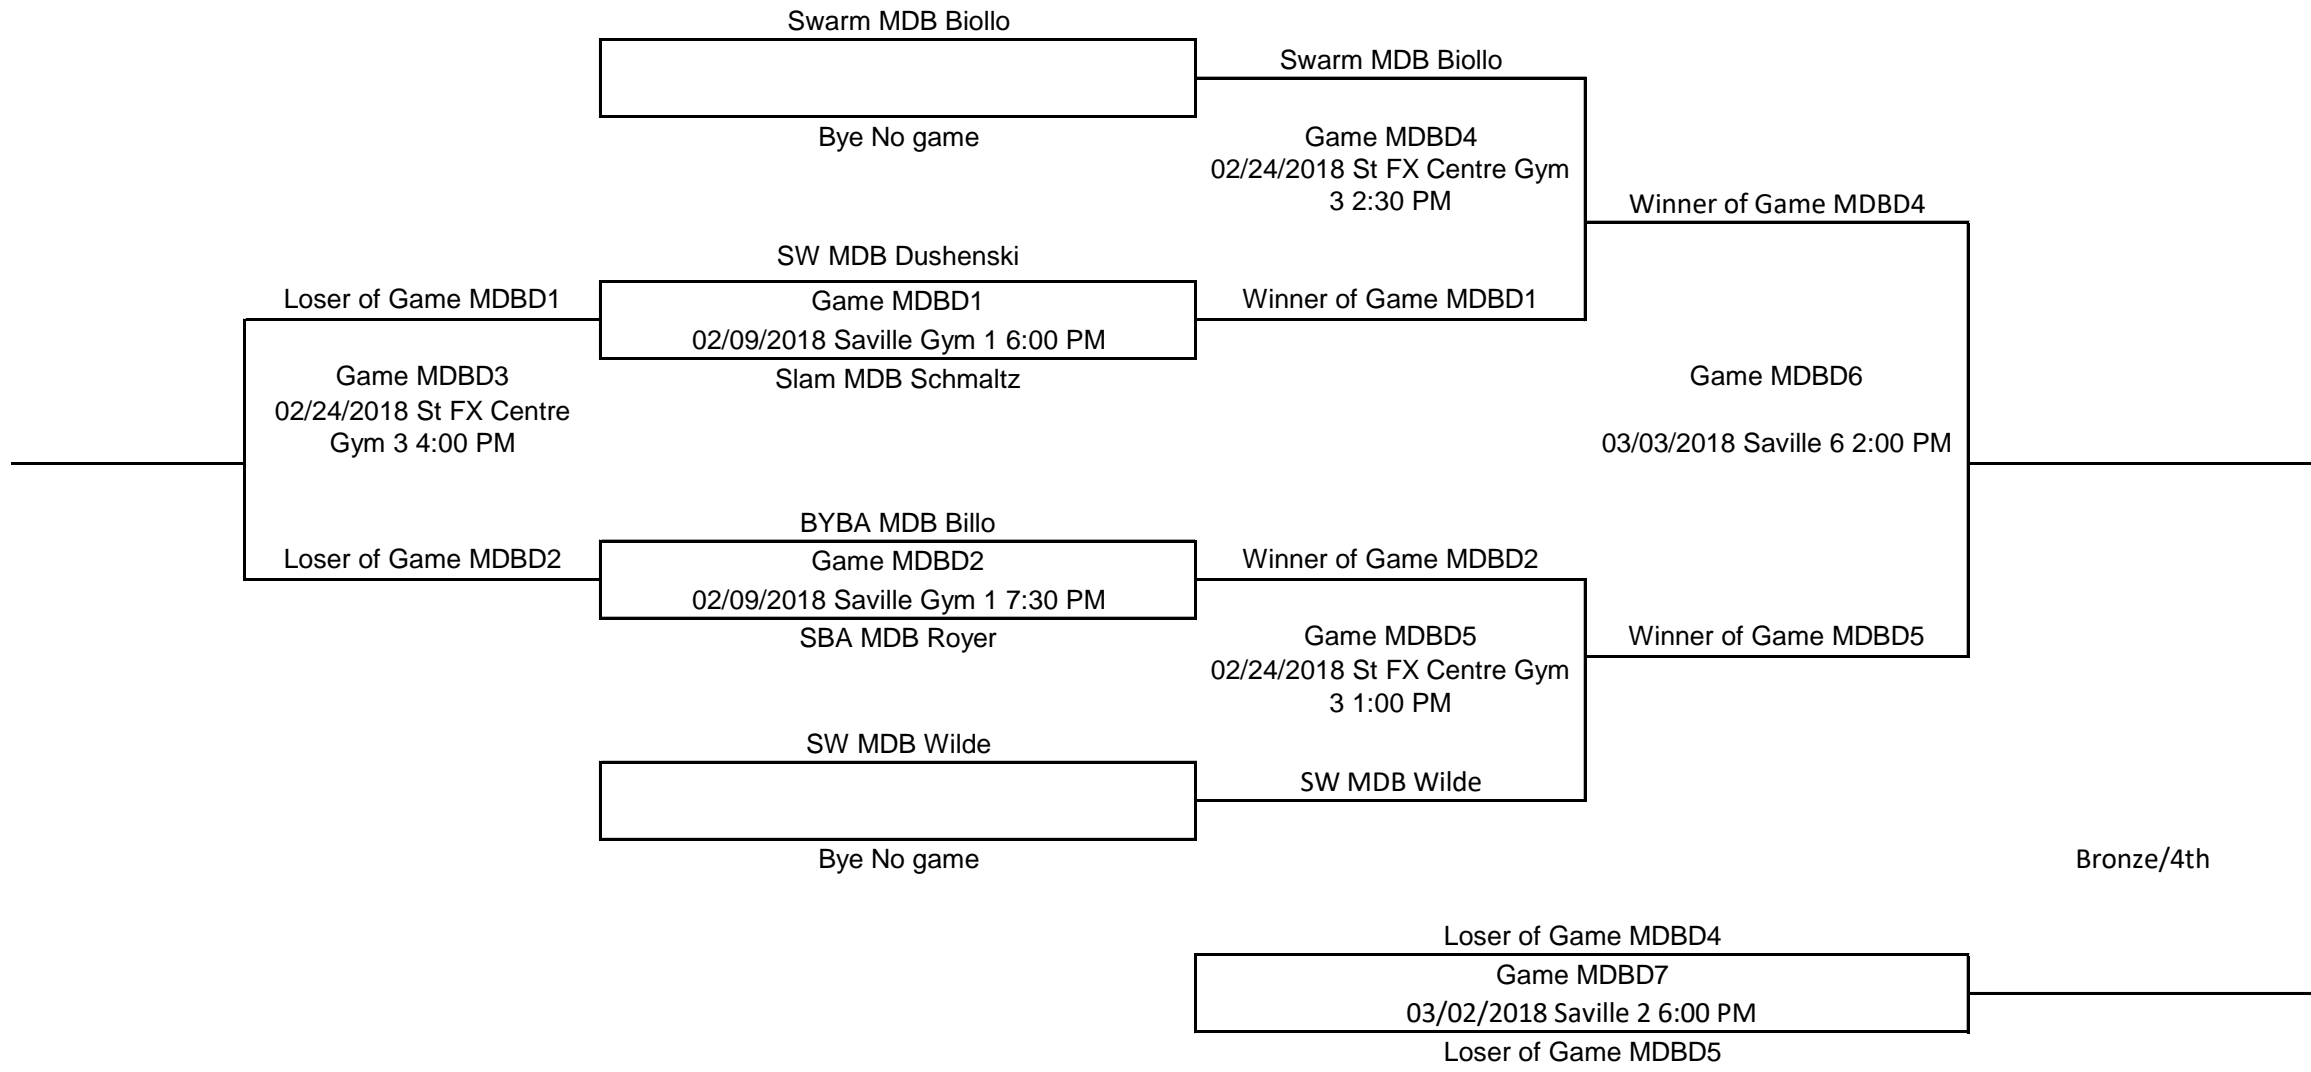 Swarm MDB Biollo
Swarm MDB Biollo
Bye No game
Game MDBD4
02/24/2018 St FX Centre Gym
3 2:30 PM
Winner of Game MDBD4
SW MDB Dushenski
Loser of Game MDBD1
Game MDBD1
Winner of Game MDBD1
02/09/2018 Saville Gym 1 6:00 PM
Game MDBD3
Slam MDB Schmaltz
Game MDBD6
02/24/2018 St FX Centre
Gym 3 4:00 PM
03/03/2018 Saville 6 2:00 PM
BYBA MDB Billo
Loser of Game MDBD2
Game MDBD2
Winner of Game MDBD2
02/09/2018 Saville Gym 1 7:30 PM
SBA MDB Royer
Game MDBD5
Winner of Game MDBD5
02/24/2018 St FX Centre Gym
3 1:00 PM
SW MDB Wilde
SW MDB Wilde
Bye No game
Bronze/4th
Loser of Game MDBD4
Game MDBD7
03/02/2018 Saville 2 6:00 PM
Loser of Game MDBD5